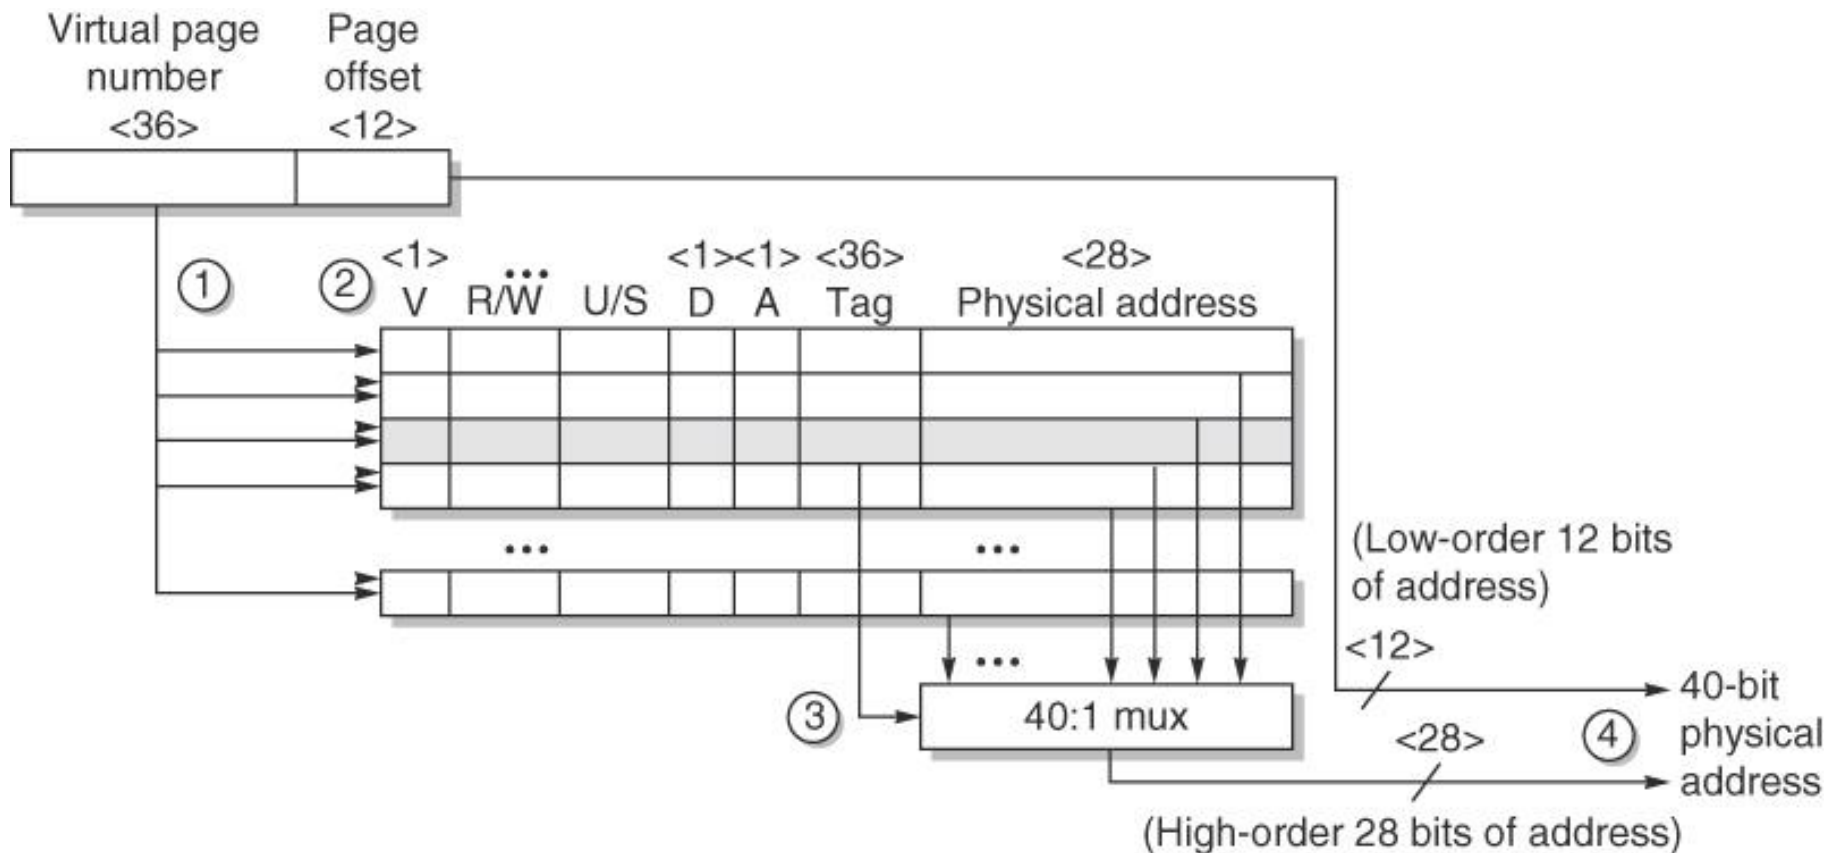 Virtual page number
<36>
Page offset
<12>
1
2
<1>
V
...
R/W
U/S
<1>
D
<1>
A
<36>
Tag
<28>
Physical address
...
...
...
3
40:1 mux
(Low-order 12 bits
of address)
<12>
<28>
4
40-bit
physical
address
(High-order 28 bits of address)